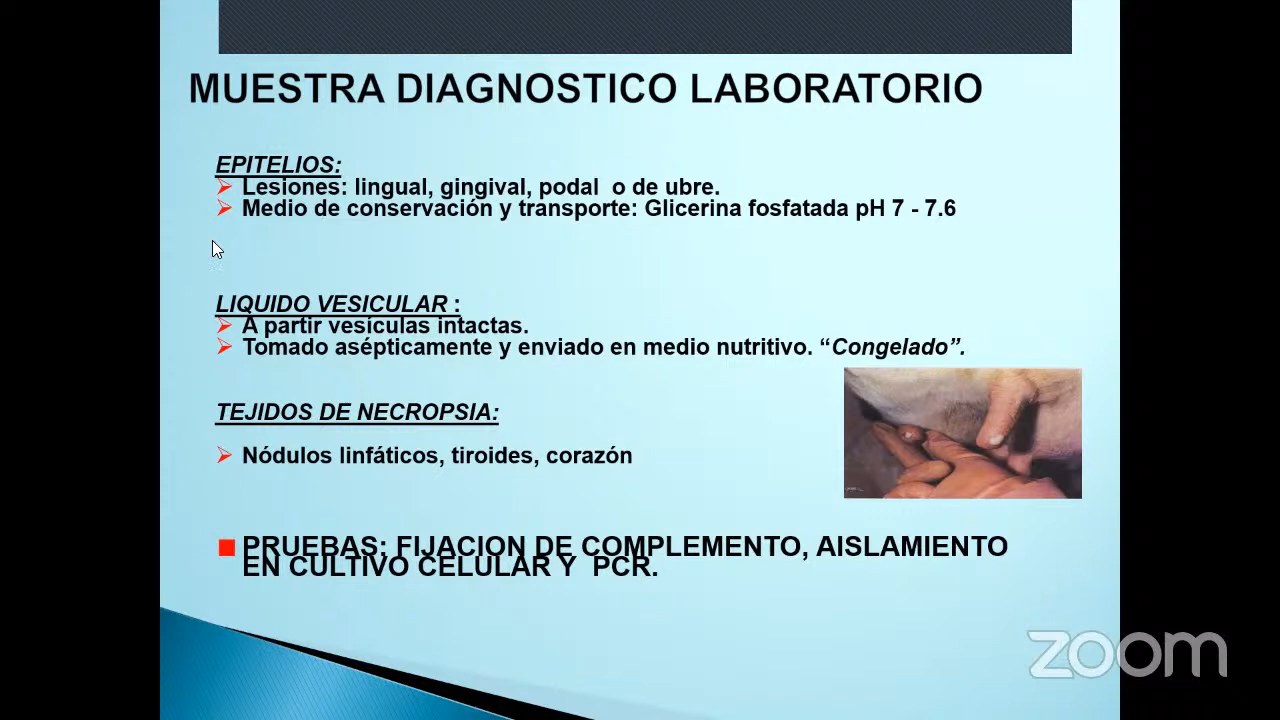 MUESTRA DIAGNOSTICO LABORATORIO
EPITELIOS:
Lesiones: lingual, gingival, podal o de ubre.
Medio de conservación y transporte: Glicerina fosfatada pH 7 - 7.6
LIQUIDO VESICULAR :
A partir vesículas intactas.
Tomado asépticamente y enviado en medio nutritivo. “Congelado”.
TEJIDOS DE NECROPSIA:
Nódulos linfáticos, tiroides, corazón
PRUEBAS: FIJACION DE COMPLEMENTO, AISLAMIENTO
EN CULTIVO CELULAR Y PCR.
zoom